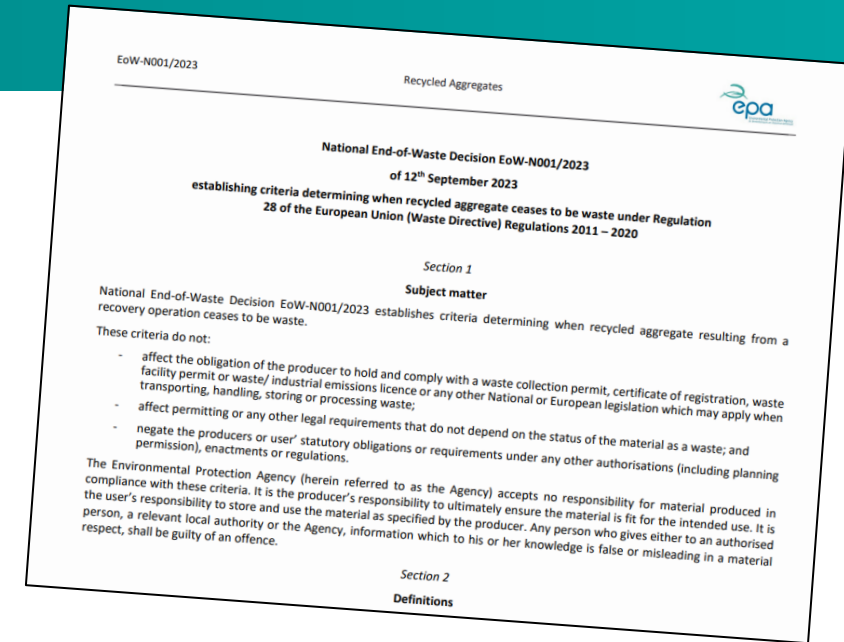 EoW-N001/2023
Recycled Aggregates
epa
National End-of-Waste Decision EoW-N001/2023
of 12th September 2023
establishing criteria determining when recycled aggregate ceases to be waste under Regulation
28 of the European Union (Waste Directive) Regulations 2011 – 2020
Section 1
Subject matter
National End-of-Waste Decision EoW-N001/2023 establishes criteria determining when recycled aggregate resulting from a
recovery operation ceases to be waste.
These criteria do not:
- affect the obligation of the producer to hold and comply with a waste collection permit, certificate of registration, waste
facility permit or waste/ industrial emissions licence or any other National or European legislation which may apply when
transporting, handling, storing or processing waste;
- affect permitting or any other legal requirements that do not depend on the status of the material as a waste; and
- negate the producers or user' statutory obligations or requirements under any other authorisations (including planning
permission), enactments or regulations.
The Environmental Protection Agency (herein referred to as the Agency) accepts no responsibility for material produced in
compliance with these criteria. It is the producer's responsibility to ultimately ensure the material is fit for the intended use. It is
the user's responsibility to store and use the material as specified by the producer. Any person who gives either to an authorised
person, a relevant local authority or the Agency, information which to his or her knowledge is false or misleading in a material
respect, shall be guilty of an offence.
Section 2
Definitions